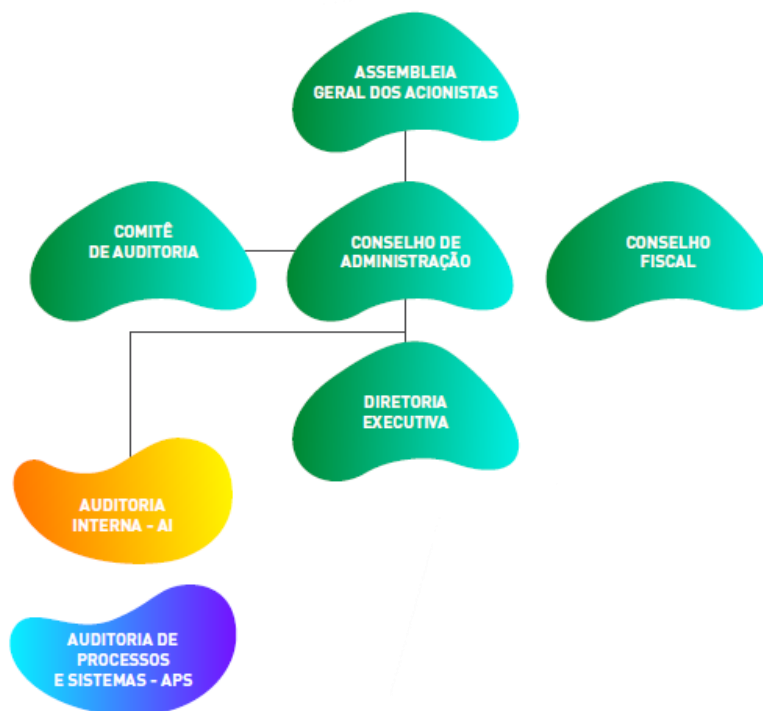 ASSEMBLEIA
GERAL DOS ACIONISTAS
COMITÊ
DE AUDITORIA
CONSELHO DE
ADMINISTRAÇÃO
CONSELHO
FISCAL
DIRETORIA
EXECUTIVA
AUDITORIA
INTERNA - AI
AUDITORIA DE
PROCESSOS
E SISTEMAS - APS